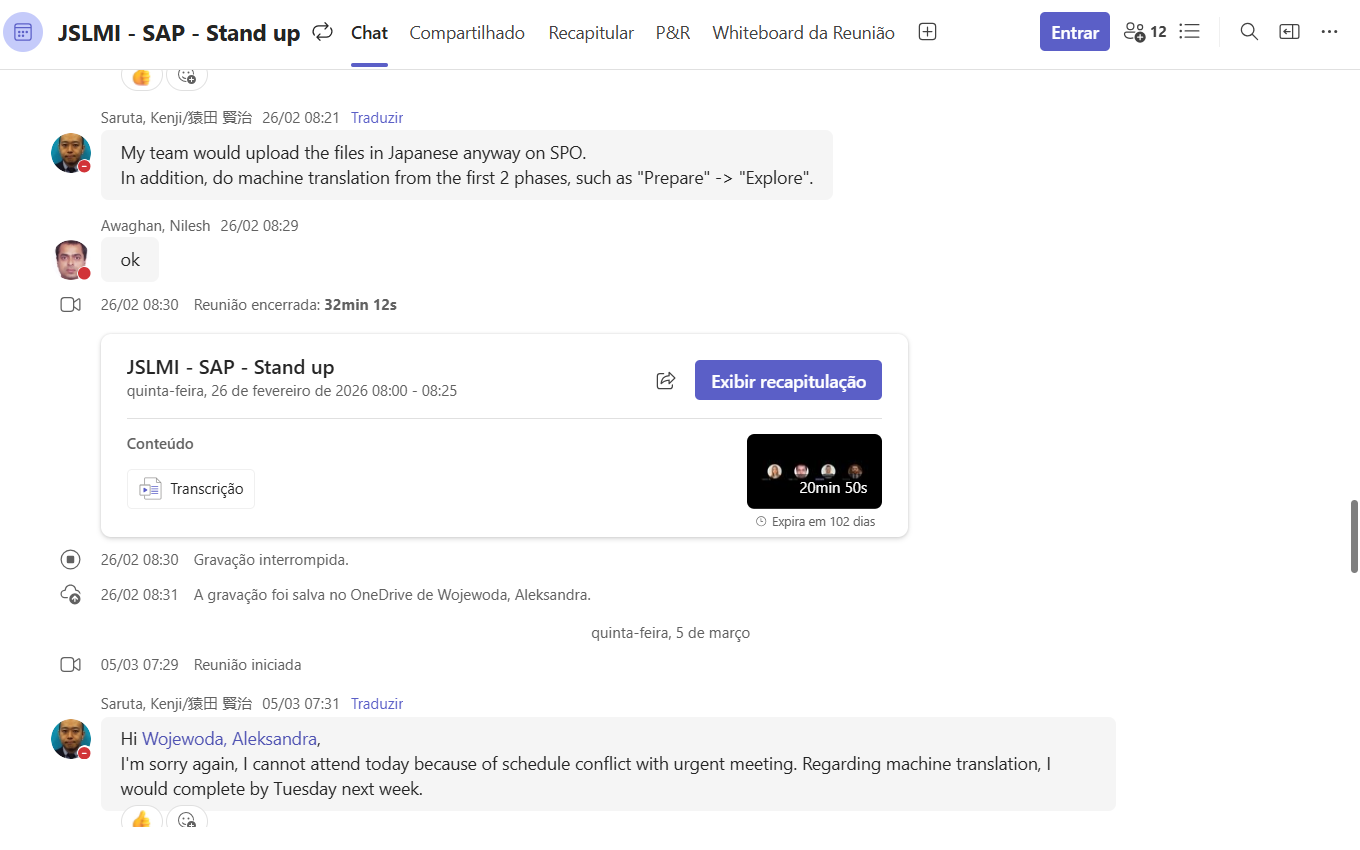 JSLMI - SAP - Stand up
Chat
Compartilhado
Recapitular
P&R
Whiteboard da Reunião
Entrar
12
Saruta, Kenji/猿田 賢治 26/02 08:21 Traduzir
My team would upload the files in Japanese anyway on SPO.
In addition, do machine translation from the first 2 phases, such as "Prepare" -> "Explore".
Awaghan, Nilesh 26/02 08:29
ok
26/02 08:30 Reunião encerrada: 32min 12s
JSLMI - SAP - Stand up
quinta-feira, 26 de fevereiro de 2026 08:00 - 08:25
Exibir recapitulação
Conteúdo
Transcrição
20min 50s
Expira em 102 dias
26/02 08:30 Gravação interrompida.
26/02 08:31 A gravação foi salva no OneDrive de Wojewoda, Aleksandra.
quinta-feira, 5 de março
05/03 07:29 Reunião iniciada
Saruta, Kenji/猿田 賢治 05/03 07:31 Traduzir
Hi Wojewoda, Aleksandra,
I'm sorry again, I cannot attend today because of schedule conflict with urgent meeting. Regarding machine translation, I
would complete by Tuesday next week.